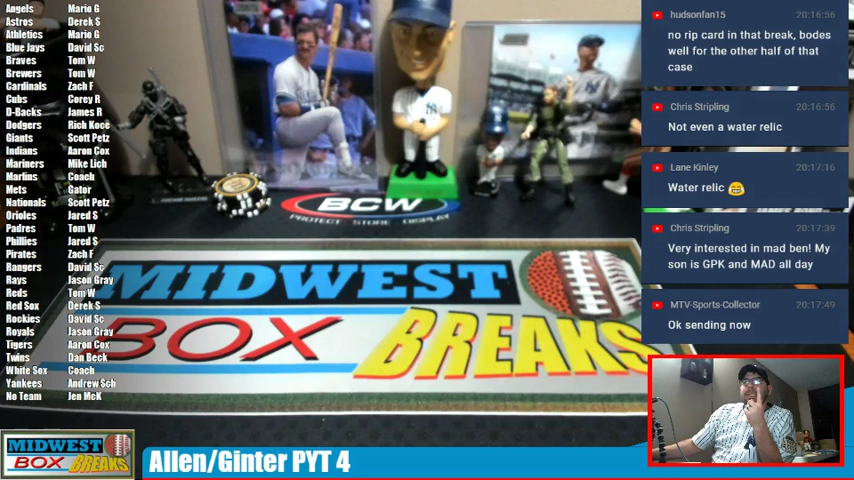 Angels Mario G
Astros Derek S
Athletics Mario G
Blue Jays David Sc
Braves Tom W
Brewers Tom W
Cardinals Zach F
Cubs Corey R
D-Backs James R
Dodgers Rich Koce
Giants Scott Petz
Indians Aaron Cox
Mariners Mike Lich
Marlins Coach
Mets Gator
Nationals Scott Petz
Orioles Jared S
Padres Tom W
Phillies Jared S
Pirates Zach F
Rangers David Sc
Rays Jason Gray
Reds Tom W
Red Sox Derek S
Rockies David Sc
Royals Jason Gray
Tigers Aaron Cox
Twins Dan Beck
White Sox Coach
Yankees Andrew Sch
No Team Jen McK
BCW
PROTECT STORE DISPLAY
MIDWEST
BOX BREAKS
hudsonfan15 20:16:56
no rip card in that break, bodes
well for the other half of that
case
Chris Stripling 20:16:56
Not even a water relic
Lane Kinley 20:17:16
Water relic 😂
Chris Stripling 20:17:39
Very interested in mad ben! My
son is GPK and MAD all day
MTV-Sports-Collector 20:17:49
Ok sending now
MIDWEST
BOX BREAKS
Allen/Ginter PYT 4